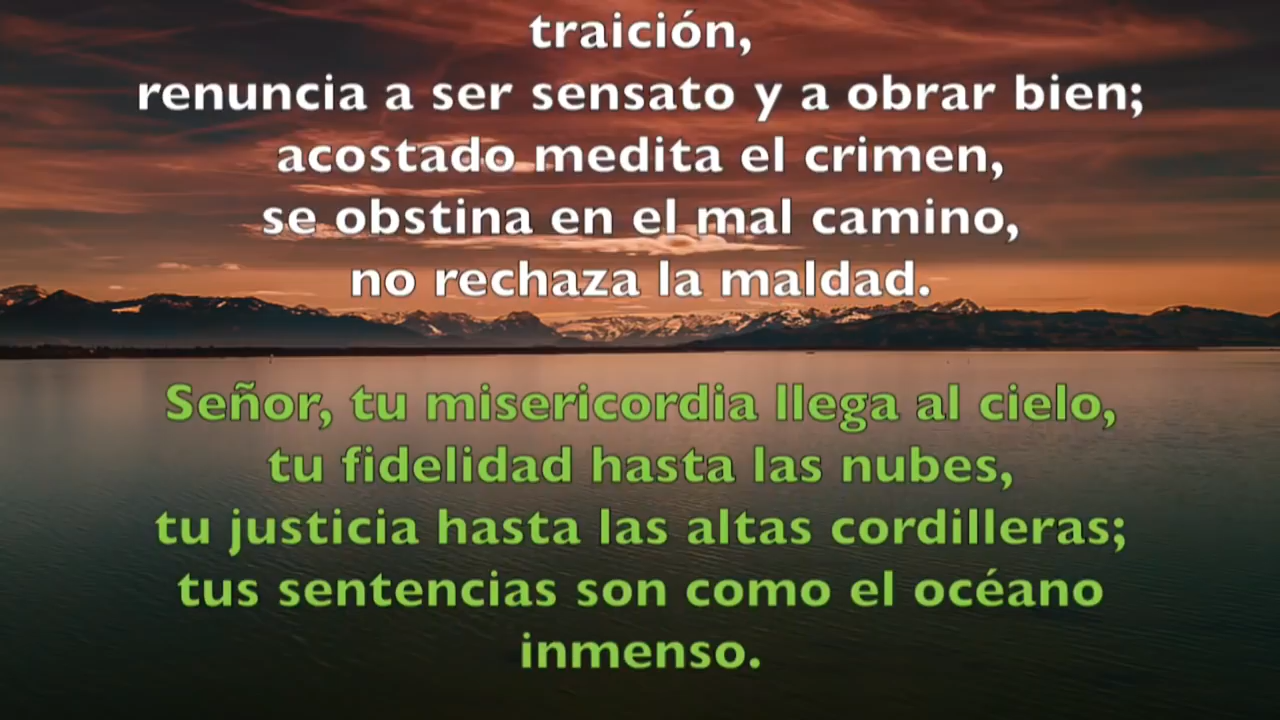 traición,
renuncia a ser sensato y a obrar bien;
acostado medita el crimen,
se obstina en el mal camino,
no rechaza la maldad.
Señor, tu misericordia llega al cielo,
tu fidelidad hasta las nubes,
tu justicia hasta las altas cordilleras;
tus sentencias son como el océano
inmenso.